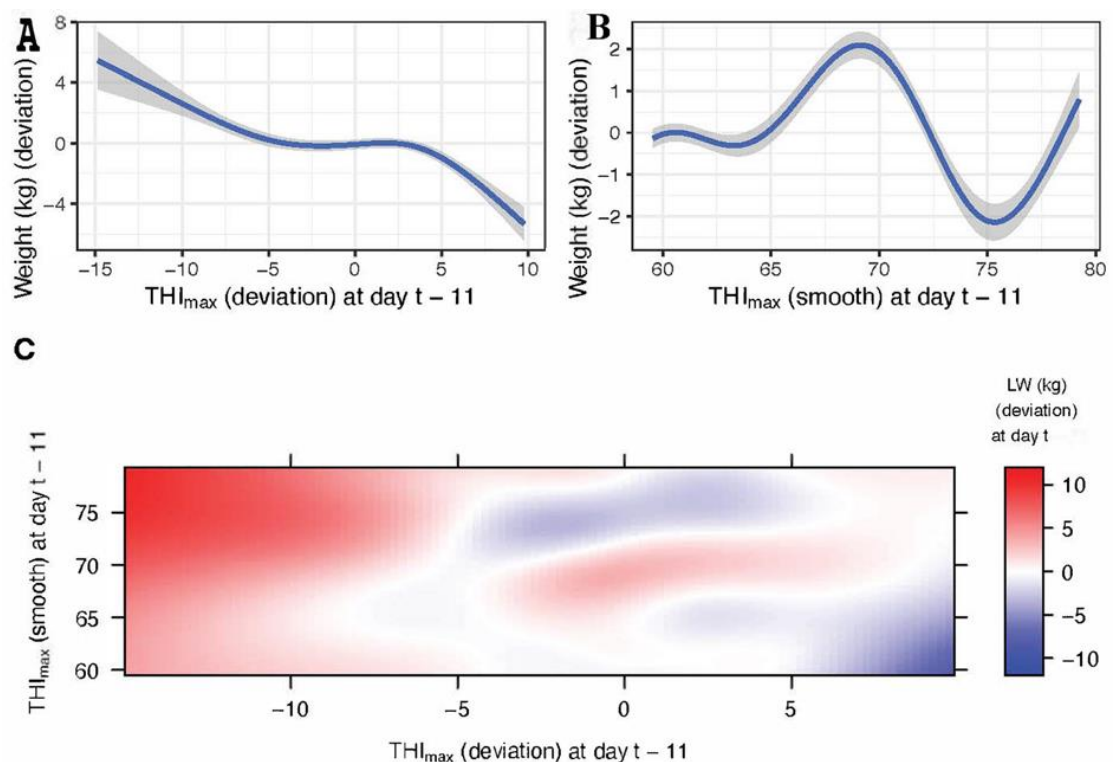 A
8
4
0
−4
Weight (kg) (deviation)
−15 −10 −5 0 5 10
THImax (deviation) at day t − 11
B
2
1
0
−1
−2
Weight (kg) (deviation)
60 65 70 75 80
THImax (smooth) at day t − 11
C
LW (kg)
(deviation)
at day t
THImax (smooth) at day t − 11
75
70
65
60
−10 −5 0 5
THImax (deviation) at day t − 11
10
5
0
−5
−10